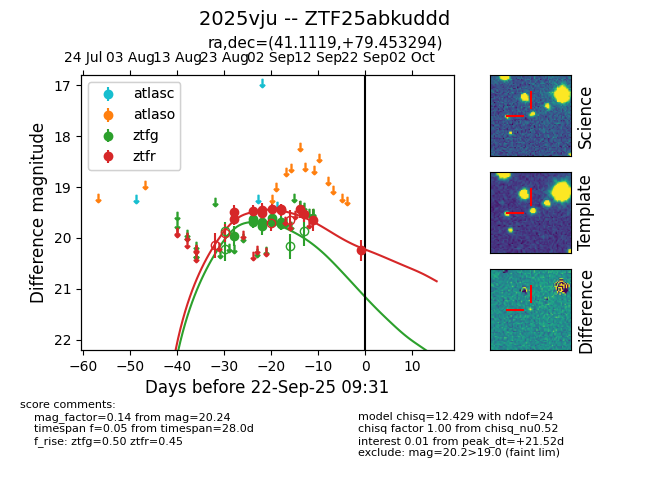 2025vju -- ZTF25abkuddd
ra,dec=(41.1119,+79.453294)
24 Jul 03 Aug 13 Aug 23 Aug 02 Sep 12 Sep 22 Sep 02 Oct
17
18
19
20
21
22
Difference magnitude
atlasc
atlaso
ztfg
ztfr
−60 −50 −40 −30 −20 −10 0 10
Days before 22-Sep-25 09:31
Science
Template
Difference
score comments:
mag_factor=0.14 from mag=20.24
timespan f=0.05 from timespan=28.0d
f_rise: ztfg=0.50 ztfr=0.45
model chisq=12.429 with ndof=24
chisq factor 1.00 from chisq_nu0.52
interest 0.01 from peak_dt=+21.52d
exclude: mag=20.2>19.0 (faint lim)